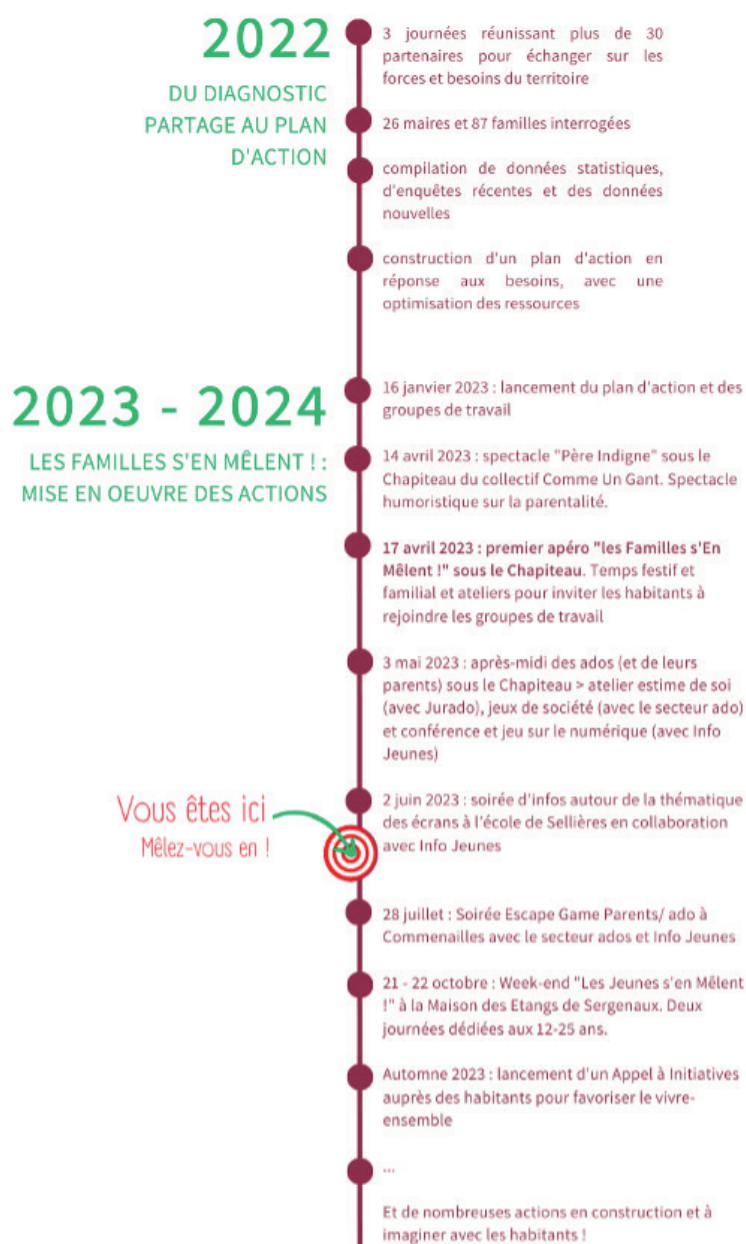 2022
DU DIAGNOSTIC
PARTAGE AU PLAN
D'ACTION
3 journées réunissant plus de 30
partenaires pour échanger sur les
forces et besoins du territoire
26 maires et 87 familles interrogées
compilation de données statistiques,
d'enquêtes récentes et des données
nouvelles
construction d'un plan d'action en
réponse aux besoins, avec une
optimisation des ressources
2023 - 2024
LES FAMILLES S'EN MÊLENT ! :
MISE EN OEUVRE DES ACTIONS
16 janvier 2023 : lancement du plan d'action et des
groupes de travail
14 avril 2023 : spectacle "Père Indigne" sous le
Chapiteau du collectif Comme Un Gant. Spectacle
humoristique sur la parentalité.
17 avril 2023 : premier apéro "les Familles s'En
Mêlent !" sous le Chapiteau. Temps festif et
familial et ateliers pour inviter les habitants à
rejoindre les groupes de travail
3 mai 2023 : après-midi des ados (et de leurs
parents) sous le Chapiteau > atelier estime de soi
(avec Jurado), jeux de société (avec le secteur ado)
et conférence et jeu sur le numérique (avec Info
Jeunes)
2 juin 2023 : soirée d'infos autour de la thématique
des écrans à l'école de Sellières en collaboration
avec Info Jeunes
Vous êtes ici
Mêlez-vous en !
28 juillet : Soirée Escape Game Parents/ ado à
Commenailles avec le secteur ados et Info Jeunes
21 - 22 octobre : Week-end "Les Jeunes s'en Mêlent
!" à la Maison des Etangs de Sergenaux. Deux
journées dédiées aux 12-25 ans.
Automne 2023 : lancement d'un Appel à Initiatives
auprès des habitants pour favoriser le vivre-
ensemble
...
Et de nombreuses actions en construction et à
imaginer avec les habitants !